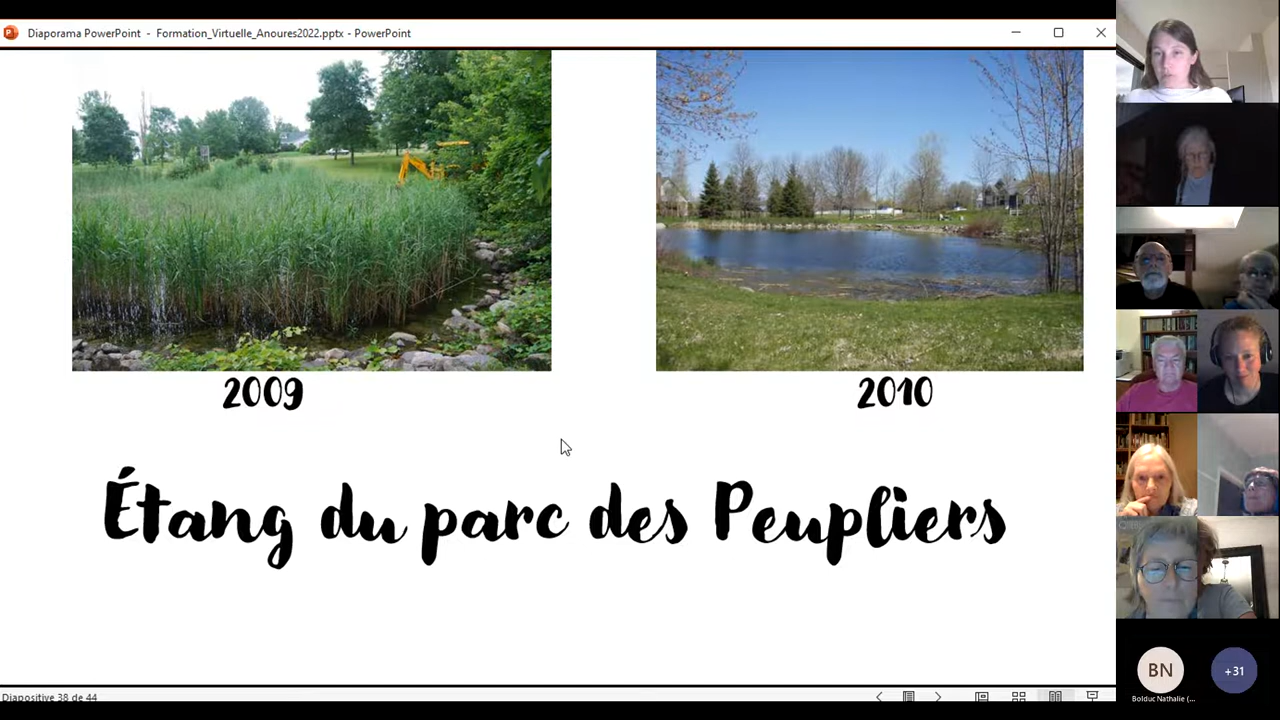 Diaporama PowerPoint - Formation_Virtuelle_Anoures2022.pptx - PowerPoint
2009
2010
Étang du parc des Peupliers
BN
+31
Bolduc Nathalie (...
Diapositive 38 de 44